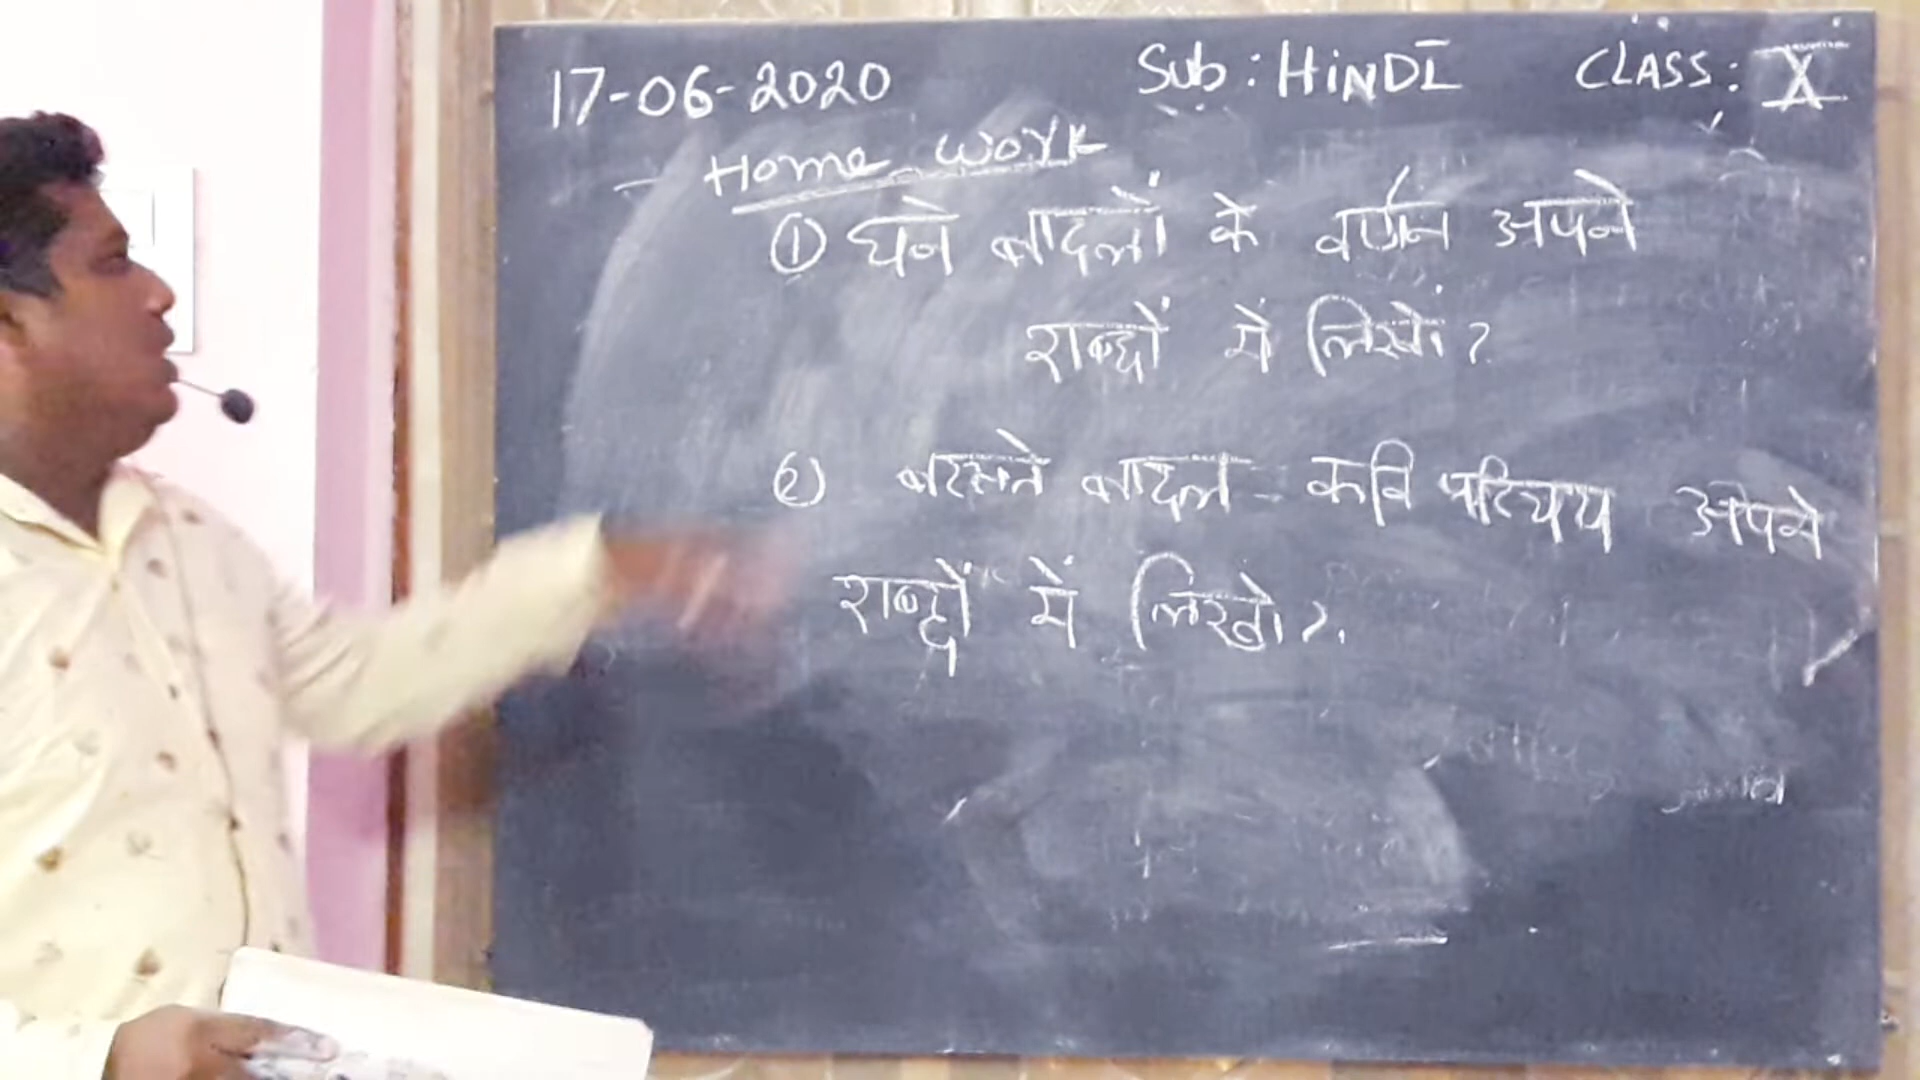 17-06-2020 Sub : HINDI CLASS : X
Home work
① घने बादलों के वर्णन अपने
शब्दों में लिखो ?
② बरसते बादल - कवि परिचय अपने
शब्दों में लिखो ?